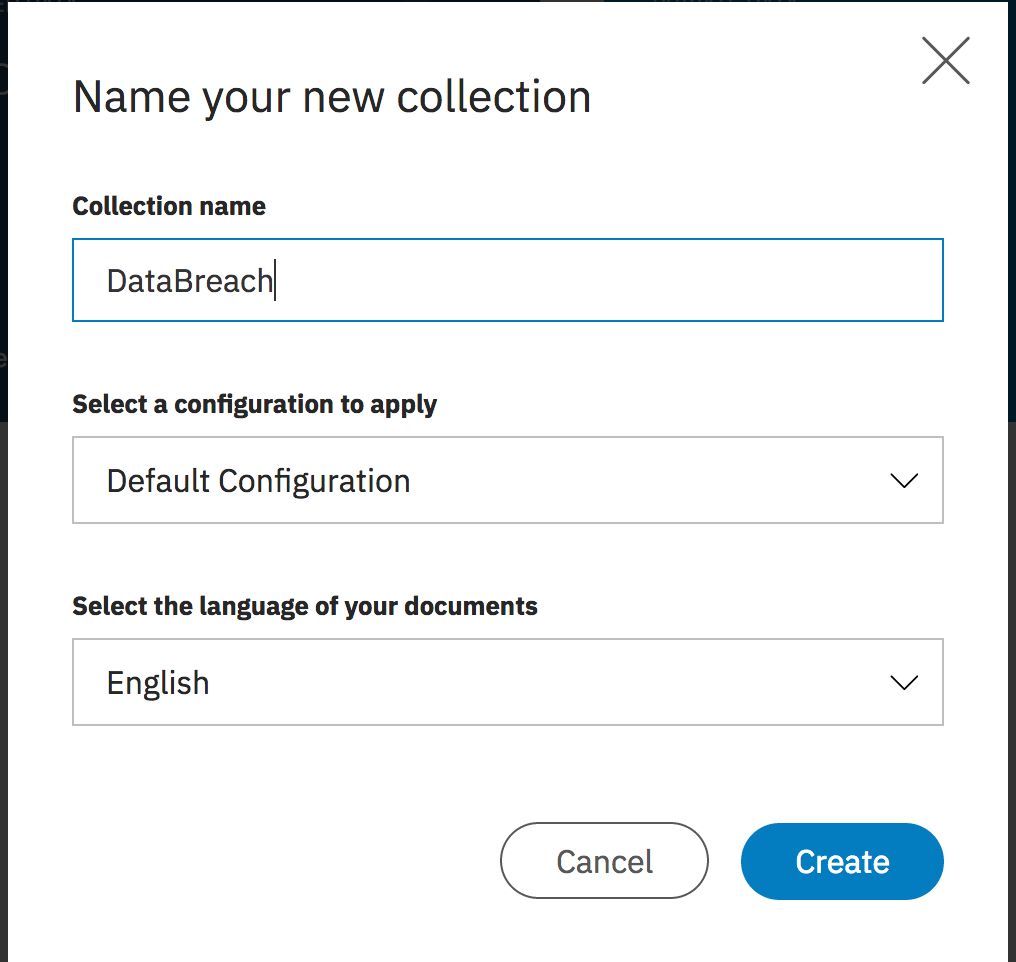 Name your new collection
Collection name
DataBreach
Select a configuration to apply
Default Configuration
Select the language of your documents
English
Cancel
Create